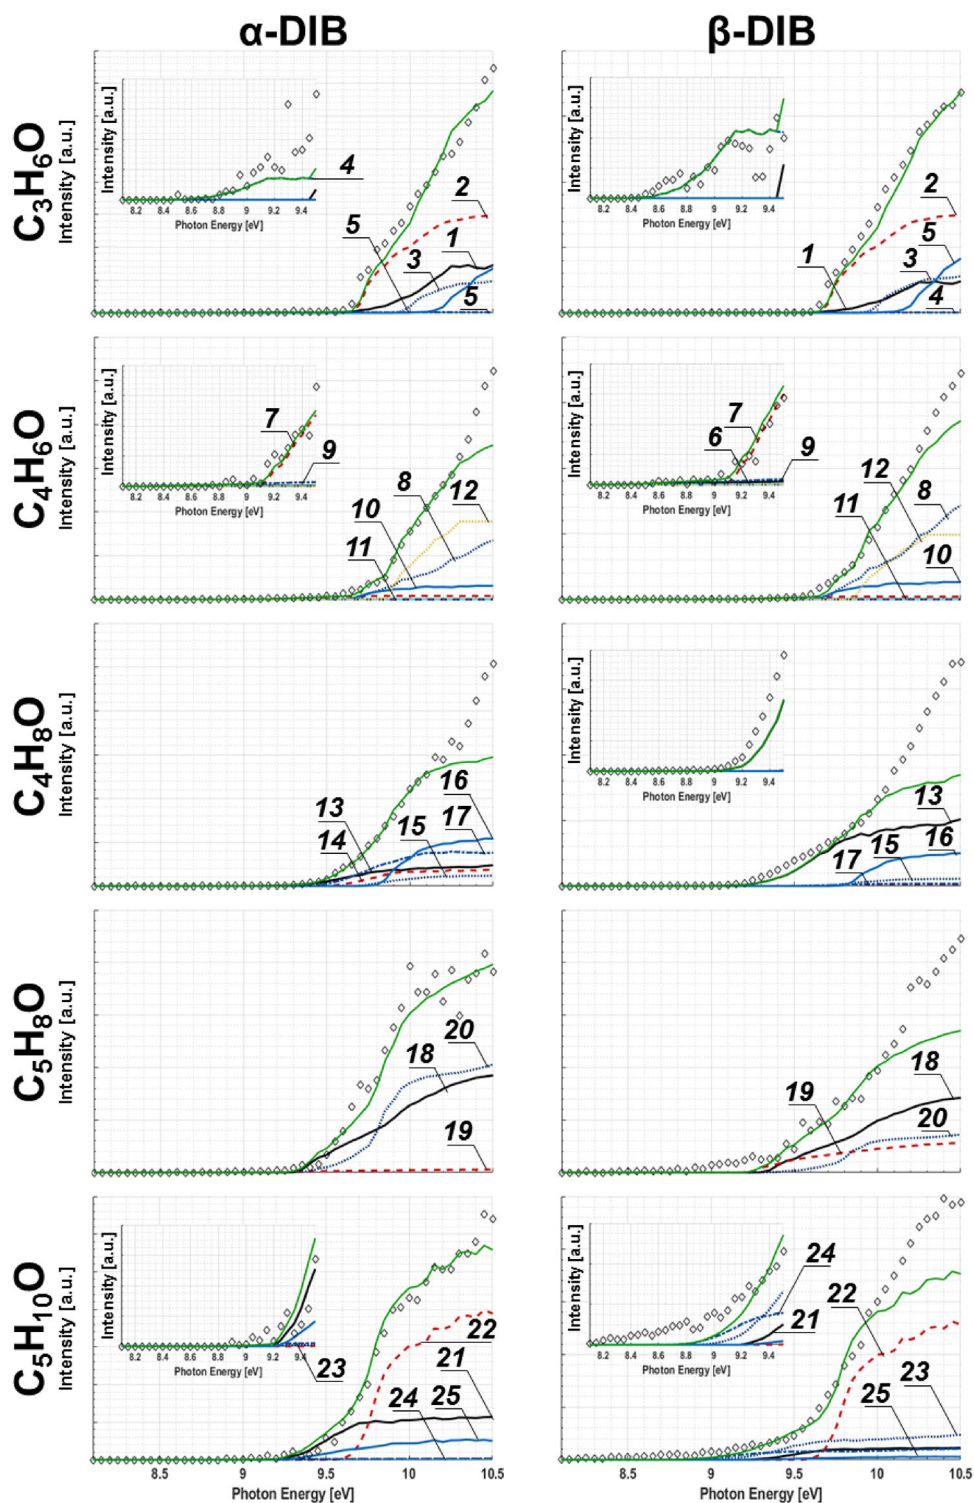 α-DIB
β-DIB
C3H6O
Intensity [a.u.]
Intensity [a.u.]
8.2 8.4 8.6 8.8 9 9.2 9.4
Photon Energy [eV]
4
5
3
1
2
5
Intensity [a.u.]
8.2 8.4 8.6 8.8 9 9.2 9.4
Photon Energy [eV]
1
2
5
3
4
C4H6O
Intensity [a.u.]
Intensity [a.u.]
8.2 8.4 8.6 8.8 9 9.2 9.4
Photon Energy [eV]
7
9
8
12
10
11
Intensity [a.u.]
8.2 8.4 8.6 8.8 9 9.2 9.4
Photon Energy [eV]
7
6
9
12
8
11
10
C4H8O
Intensity [a.u.]
13
14
15
16
17
Intensity [a.u.]
8.2 8.4 8.6 8.8 9 9.2 9.4
Photon Energy [eV]
13
17
15
16
C5H8O
Intensity [a.u.]
20
18
19
19
18
20
C5H10O
Intensity [a.u.]
Intensity [a.u.]
8.2 8.4 8.6 8.8 9 9.2 9.4
Photon Energy [eV]
23
22
21
24
25
8.5 9 9.5 10 10.5
Photon Energy [eV]
Intensity [a.u.]
8.2 8.4 8.6 8.8 9 9.2 9.4
Photon Energy [eV]
24
21
22
23
25
8.5 9 9.5 10 10.5
Photon Energy [eV]